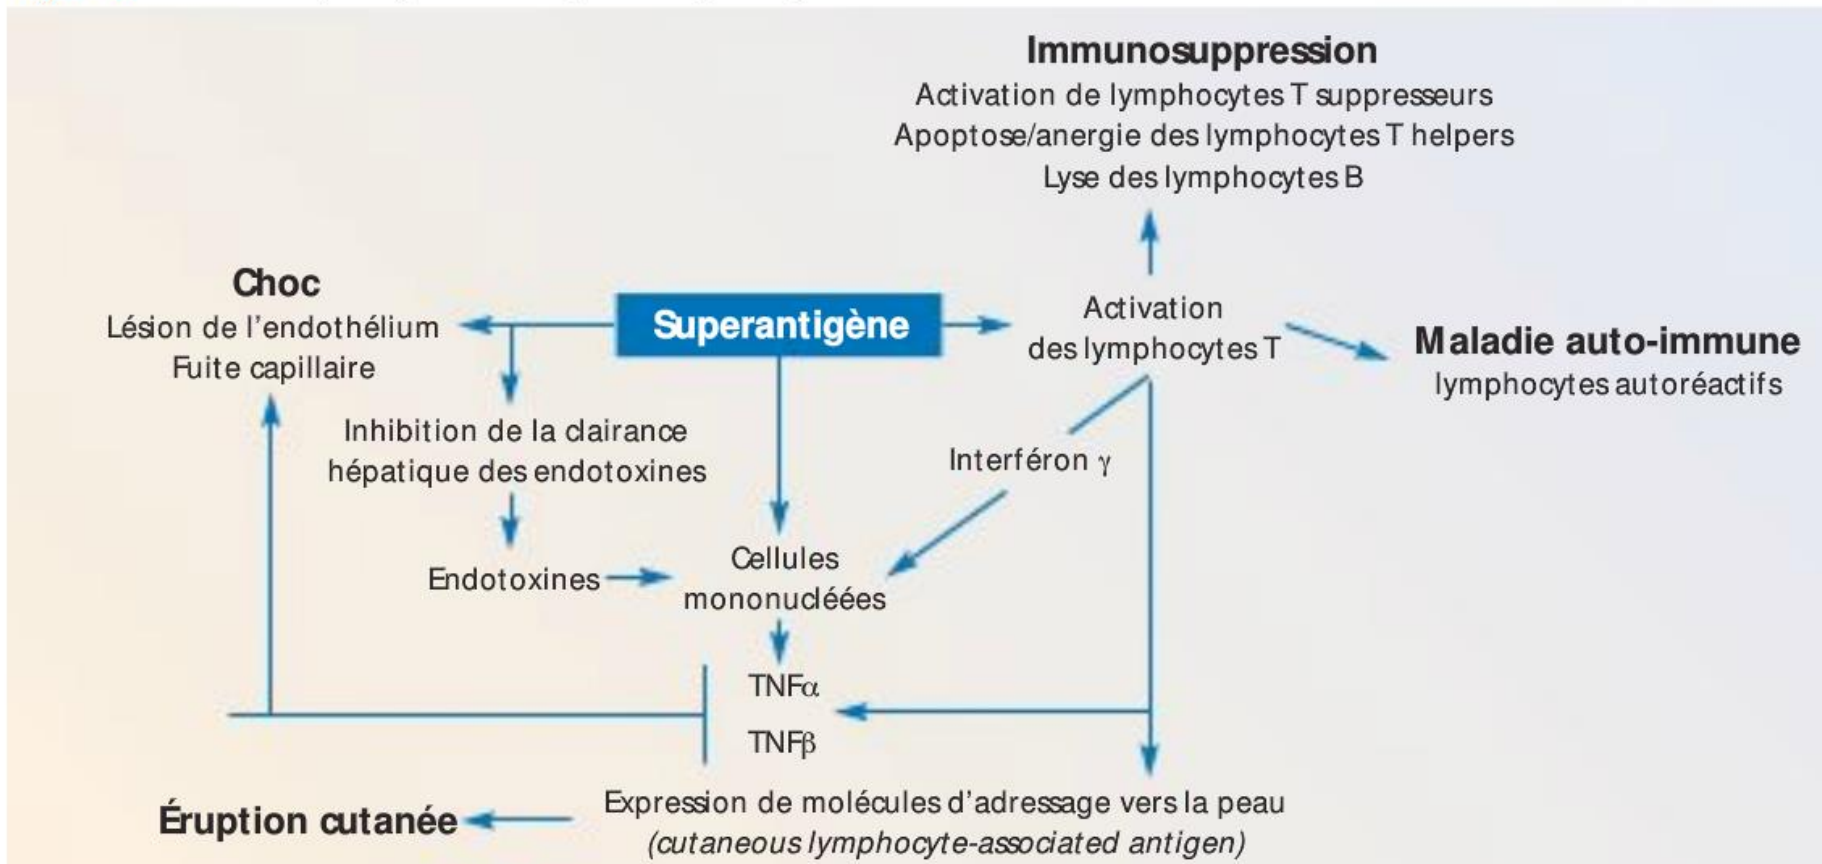 Immunosuppression
Activation de lymphocytes T suppresseurs
Apoptose/anergie des lymphocytes T helpers
Lyse des lymphocytes B
Choc
Lésion de l'endothélium
Fuite capillaire
Superantigène
Activation
des lymphocytes T
Maladie auto-immune
lymphocytes autoréactifs
Inhibition de la clairance
hépatique des endotoxines
Interféron γ
Endotoxines
Cellules
mononucléées
TNFα
TNFβ
Éruption cutanée
Expression de molécules d'adressage vers la peau
(cutaneous lymphocyte-associated antigen)